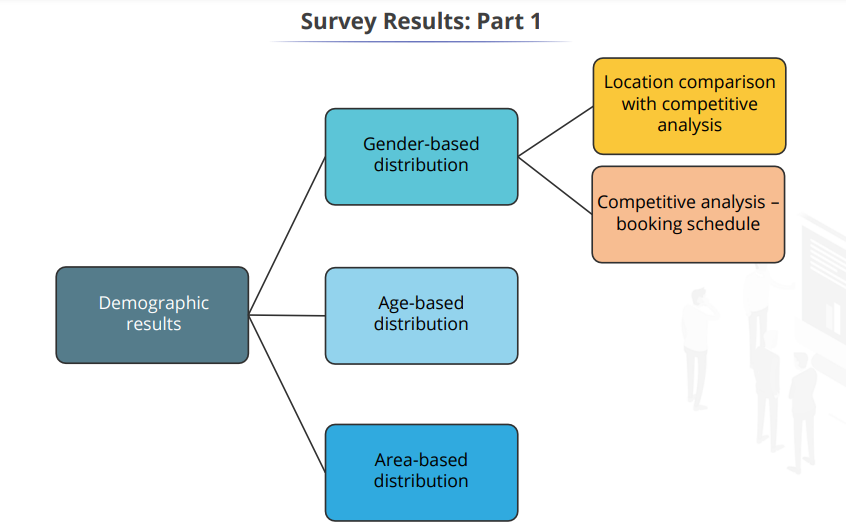 Survey Results: Part 1
Location comparison
with competitive
analysis
Gender-based
distribution
Competitive analysis –
booking schedule
Demographic
results
Age-based
distribution
Area-based
distribution